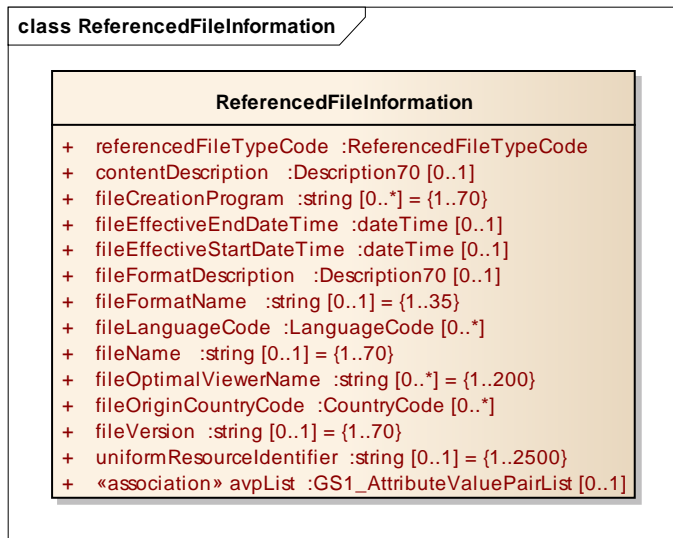 class ReferencedFileInformation
ReferencedFileInformation
+ referencedFileTypeCode :ReferencedFileTypeCode
+ contentDescription :Description70 [0..1]
+ fileCreationProgram :string [0..*] = {1..70}
+ fileEffectiveEndDateTime :dateTime [0..1]
+ fileEffectiveStartDateTime :dateTime [0..1]
+ fileFormatDescription :Description70 [0..1]
+ fileFormatName :string [0..1] = {1..35}
+ fileLanguageCode :LanguageCode [0..*]
+ fileName :string [0..1] = {1..70}
+ fileOptimalViewerName :string [0..*] = {1..200}
+ fileOriginCountryCode :CountryCode [0..*]
+ fileVersion :string [0..1] = {1..70}
+ uniformResourceIdentifier :string [0..1] = {1..2500}
+ «association» avpList :GS1_AttributeValuePairList [0..1]